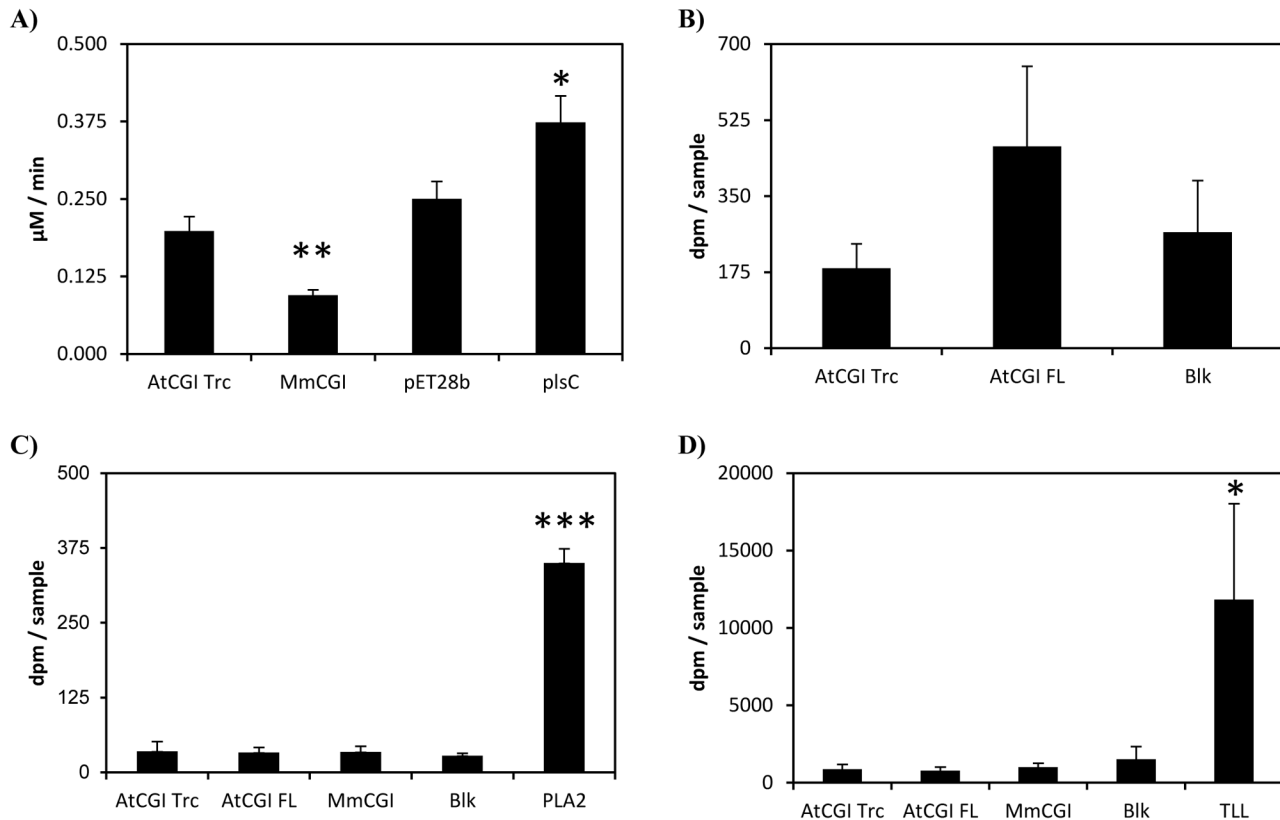 A)
0.500
0.375
0.250
0.125
0.000
µM / min
**
*
AtCGI Trc MmCGI pET28b plsC
B)
700
525
350
175
0
dpm / sample
AtCGI Trc AtCGI FL Blk
C)
500
375
250
125
0
dpm / sample
***
AtCGI Trc AtCGI FL MmCGI Blk PLA2
D)
20000
15000
10000
5000
0
dpm / sample
*
AtCGI Trc AtCGI FL MmCGI Blk TLL